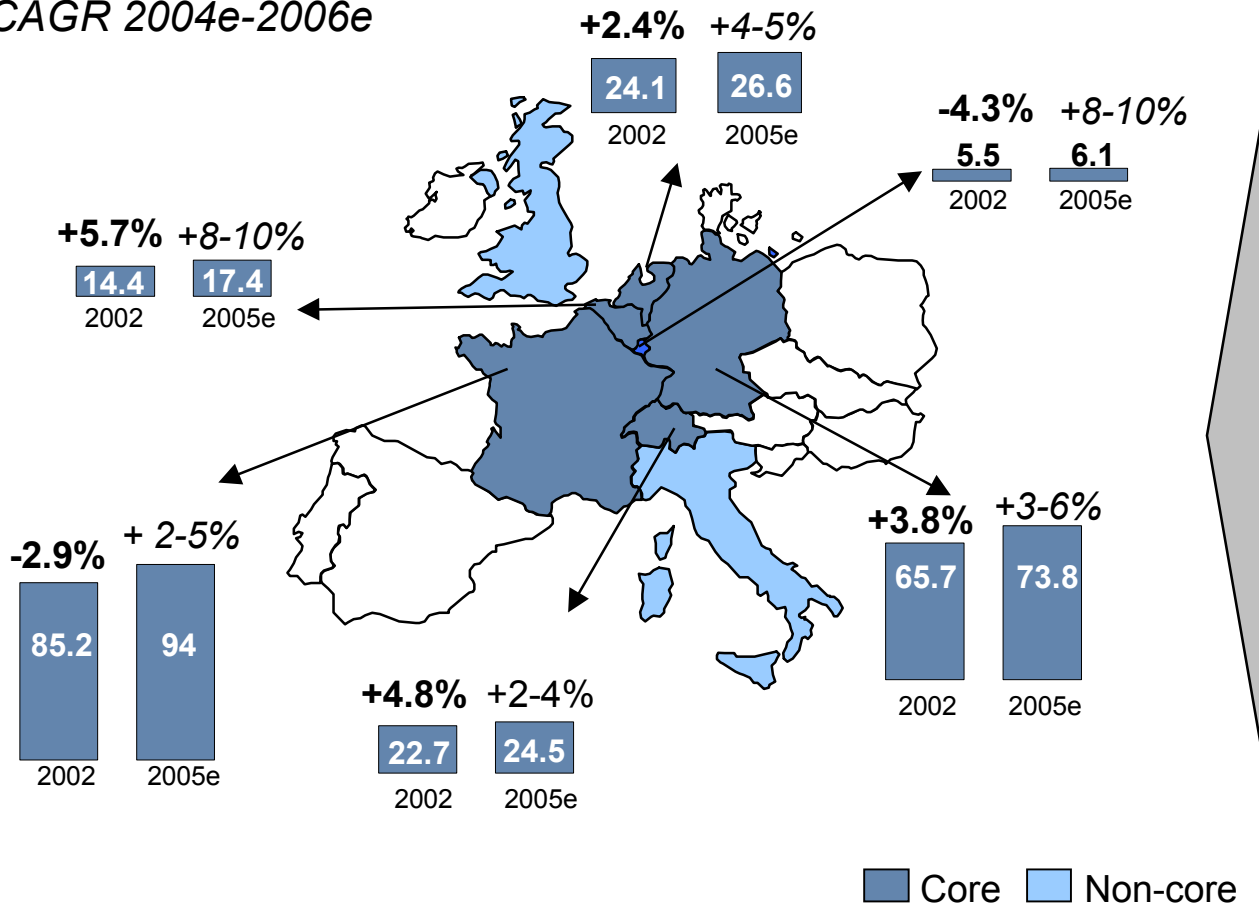 CAGR 2004e-2006e
+2.4% +4-5%
24.1 26.6
2002 2005e
-4.3% +8-10%
5.5 6.1
2002 2005e
+5.7% +8-10%
14.4 17.4
2002 2005e
-2.9% + 2-5%
85.2 94
2002 2005e
+4.8% +2-4%
22.7 24.5
2002 2005e
+3.8% +3-6%
65.7 73.8
2002 2005e
Core Non-core